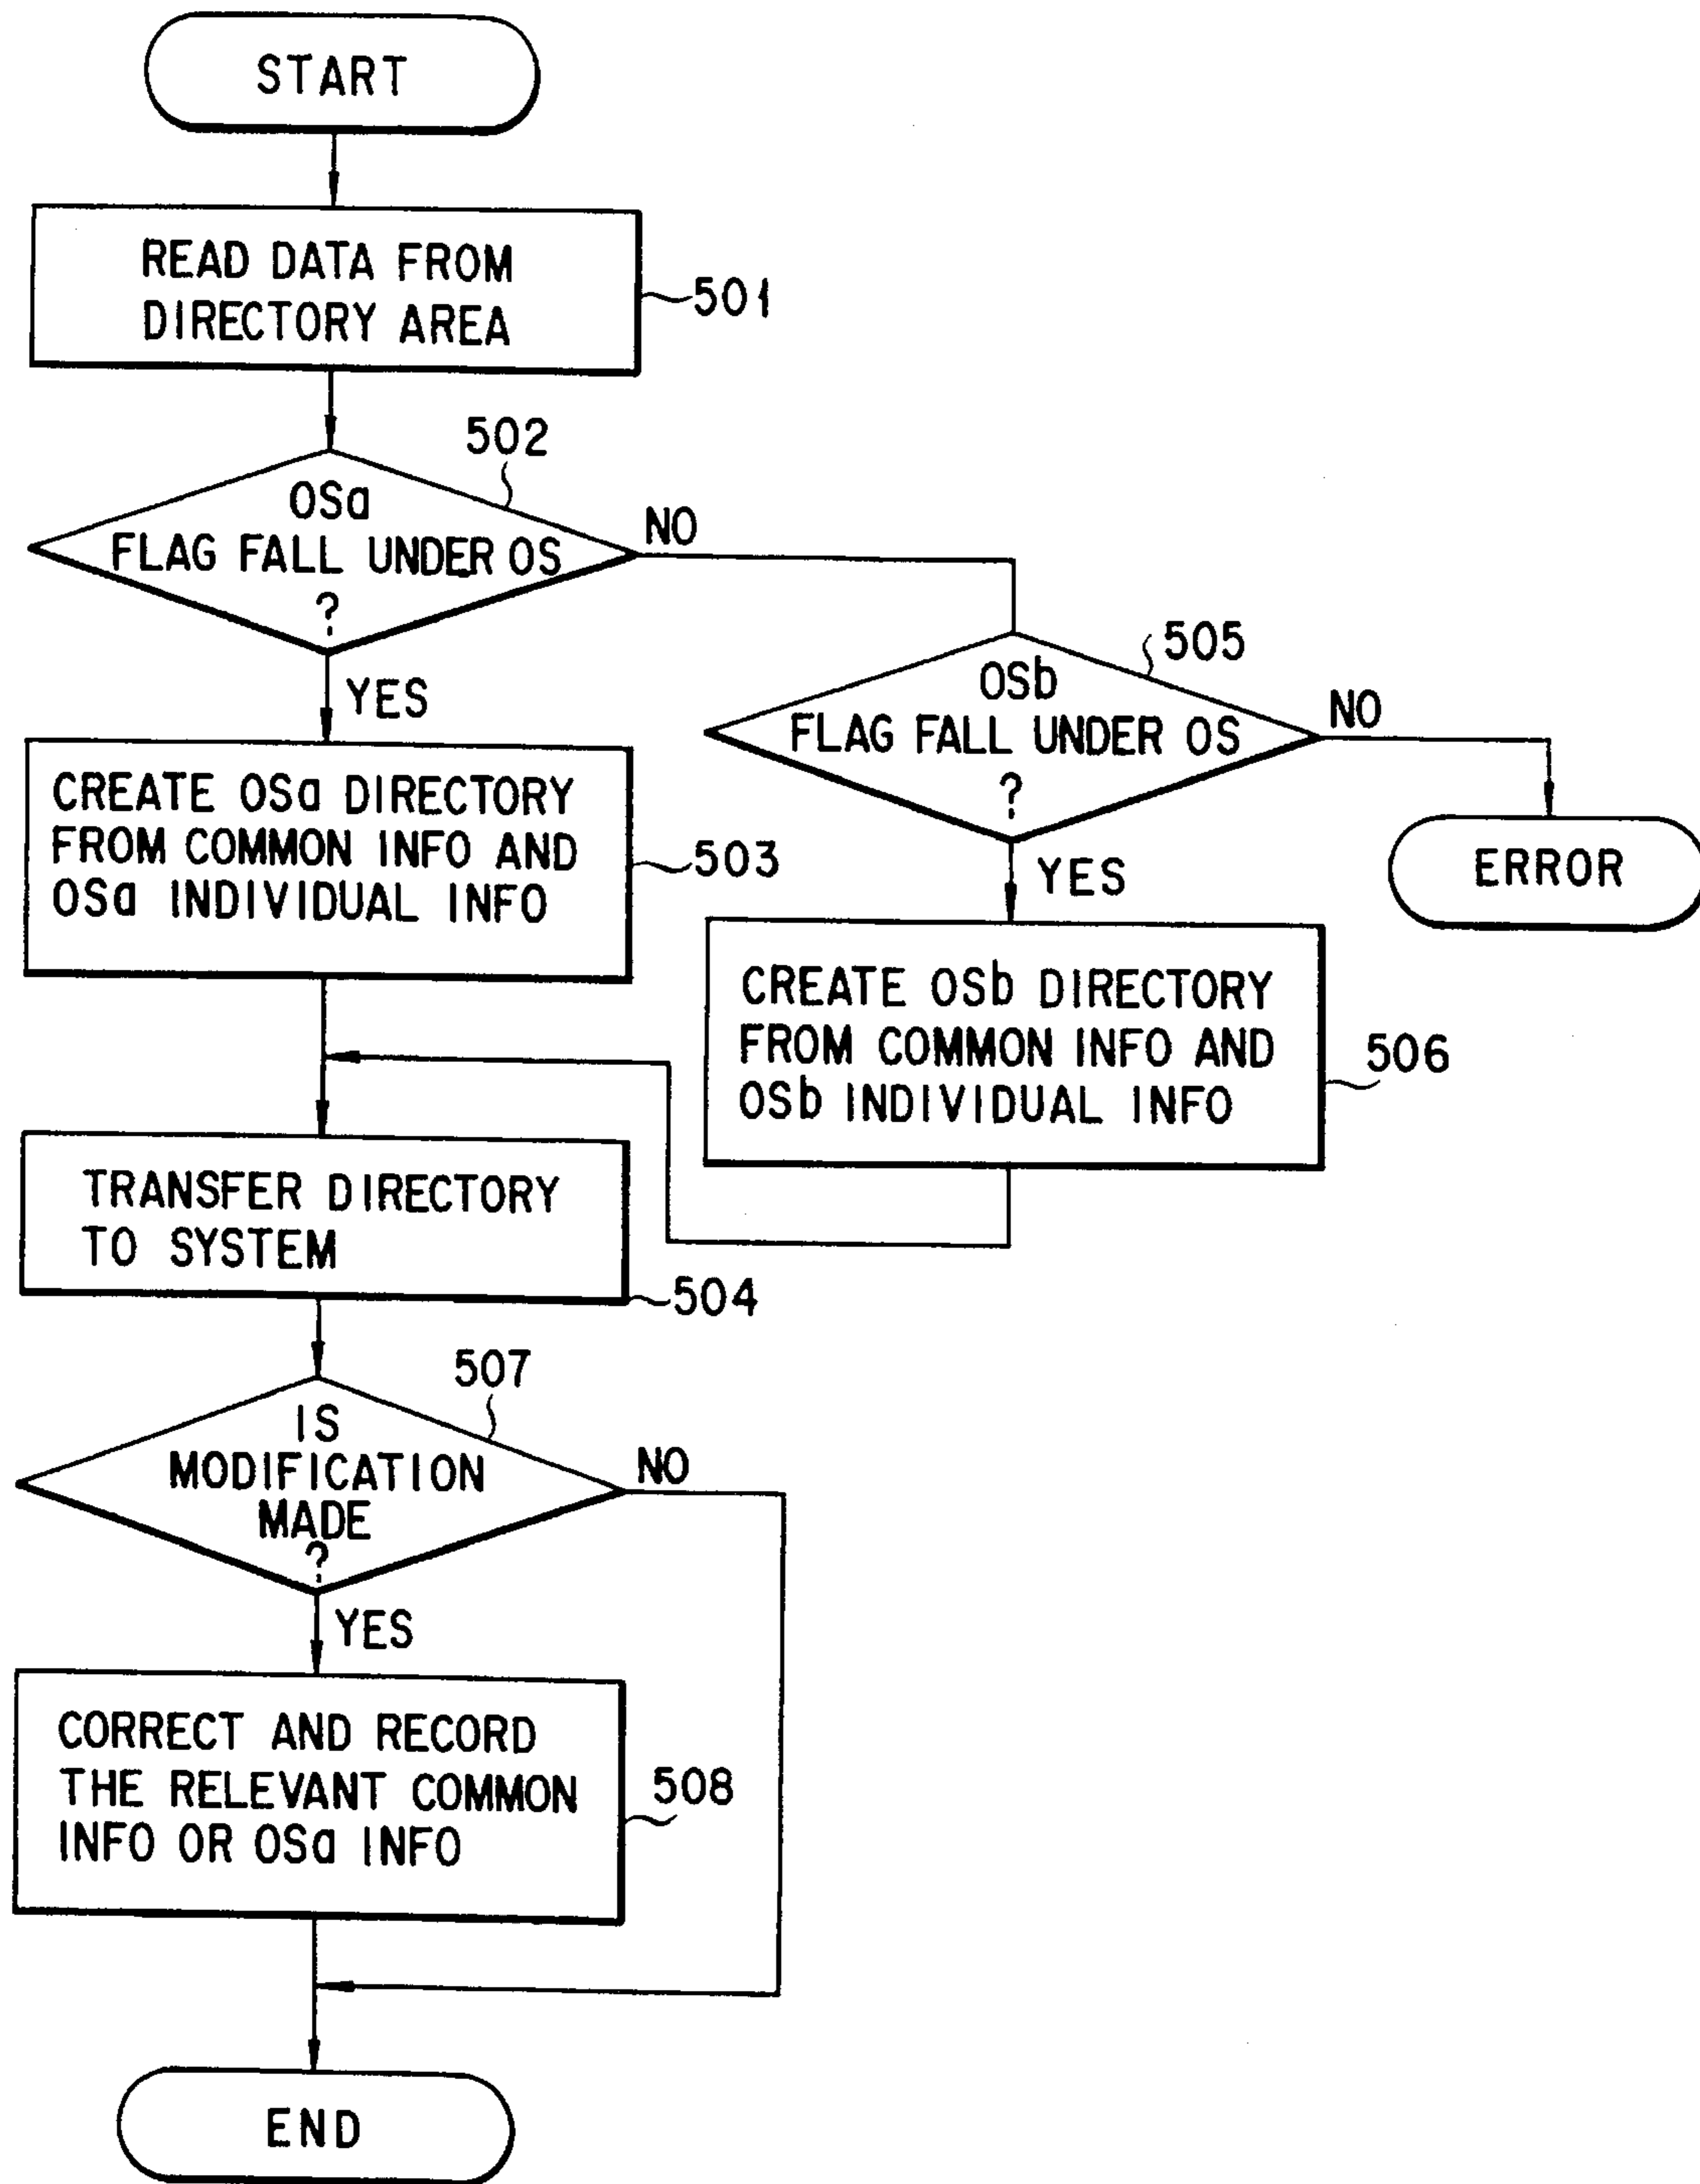 START
READ DATA FROM
DIRECTORY AREA
501
502
OSa
FLAG FALL UNDER OS
?
NO
YES
505
OSb
FLAG FALL UNDER OS
?
NO
YES
ERROR
CREATE OSa DIRECTORY
FROM COMMON INFO AND
OSa INDIVIDUAL INFO
503
CREATE OSb DIRECTORY
FROM COMMON INFO AND
OSb INDIVIDUAL INFO
506
TRANSFER DIRECTORY
TO SYSTEM
504
507
IS
MODIFICATION
MADE
?
NO
YES
CORRECT AND RECORD
THE RELEVANT COMMON
INFO OR OSa INFO
508
END